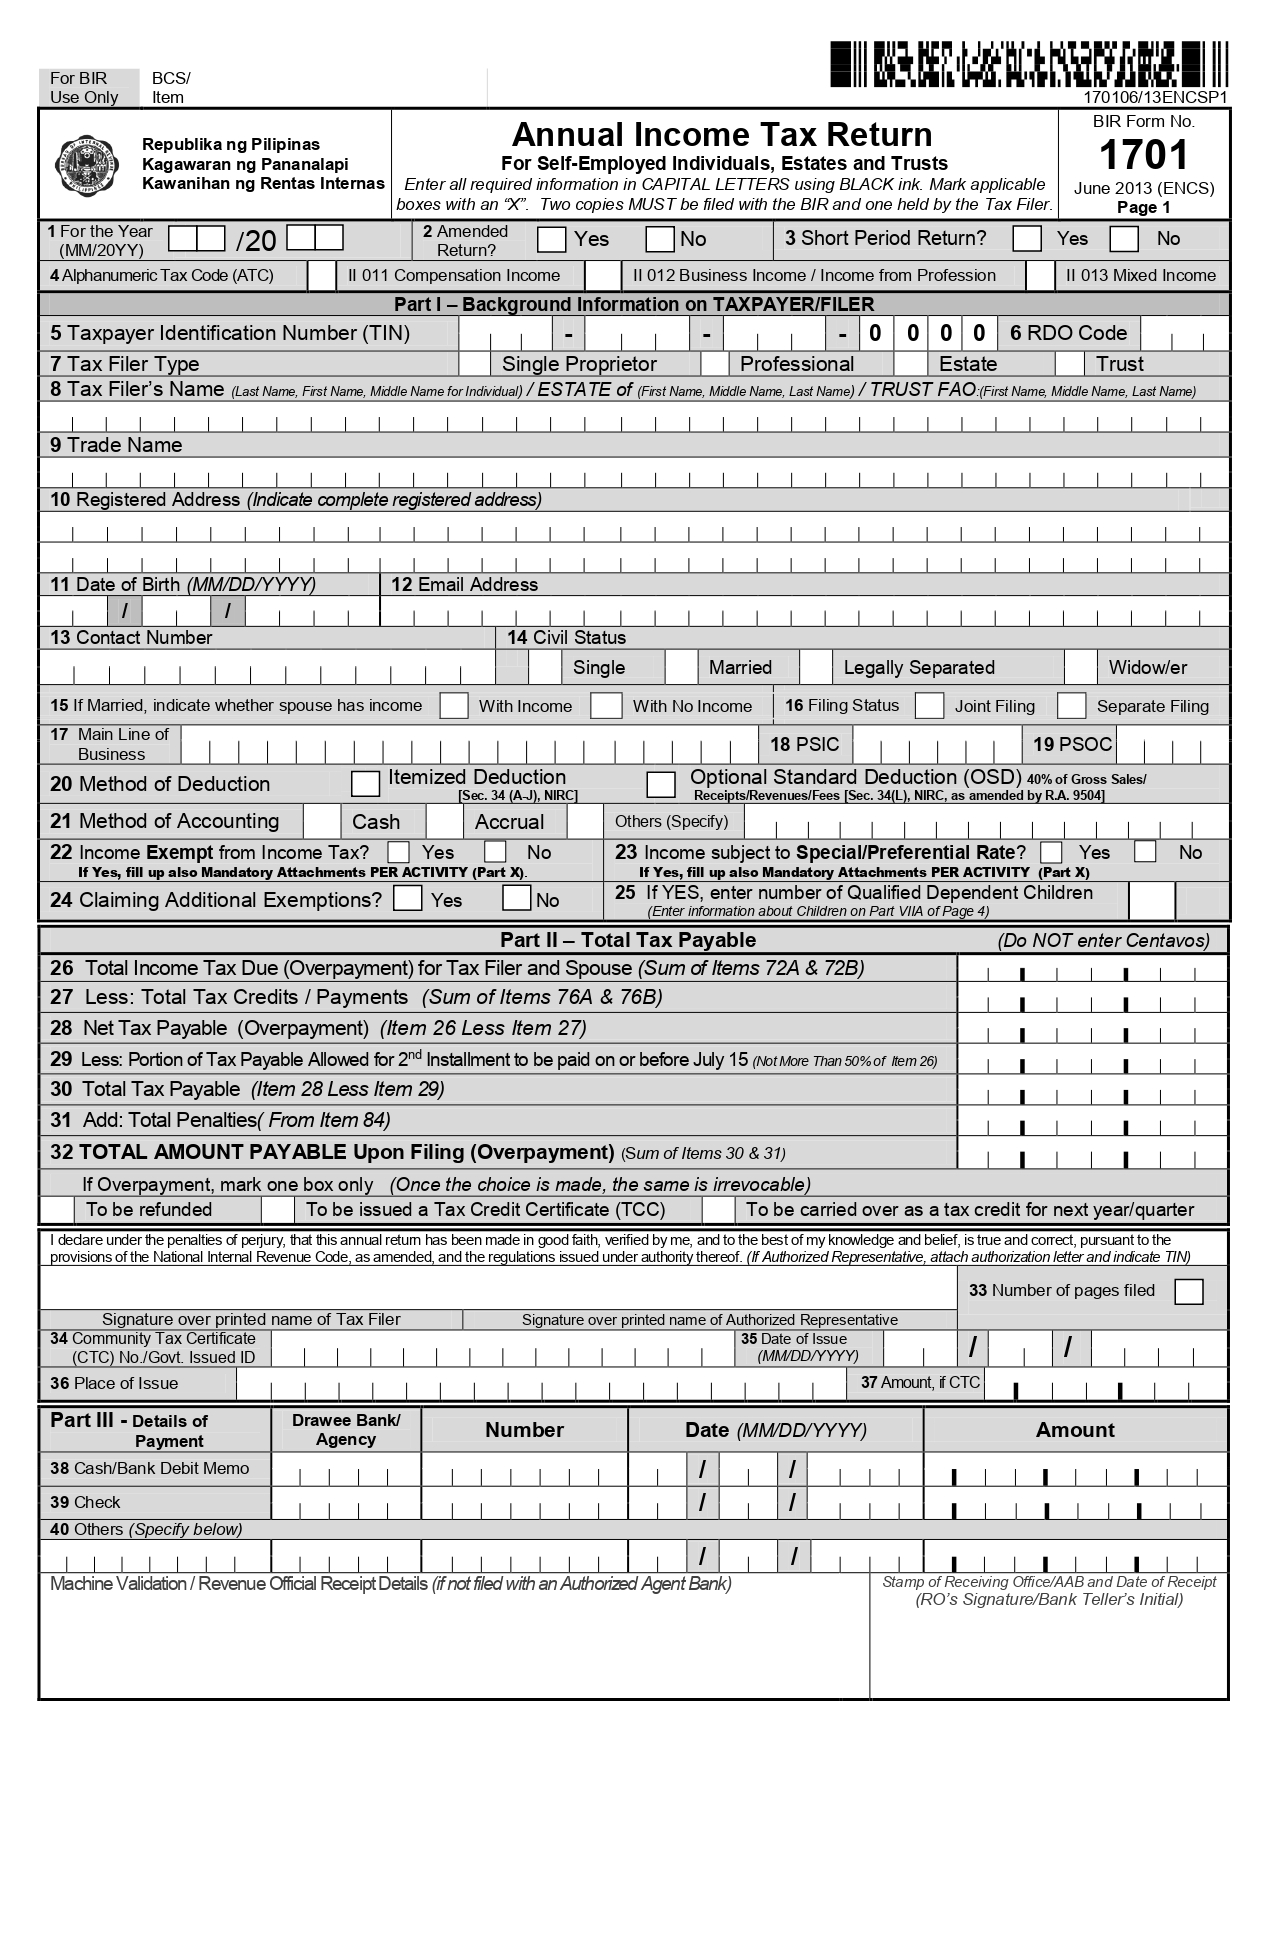 For BIR
Use Only
BCS/
Item
170106/13ENCSP1
Republika ng Pilipinas
Kagawaran ng Pananalapi
Kawanihan ng Rentas Internas
Annual Income Tax Return
For Self-Employed Individuals, Estates and Trusts
Enter all required information in CAPITAL LETTERS using BLACK ink. Mark applicable
boxes with an “X”. Two copies MUST be filed with the BIR and one held by the Tax Filer.
BIR Form No.
1701
June 2013 (ENCS)
Page 1
1 For the Year
(MM/20YY)
/20
2 Amended
Return?
Yes No
3 Short Period Return? Yes No
4 Alphanumeric Tax Code (ATC) II 011 Compensation Income II 012 Business Income / Income from Profession II 013 Mixed Income
Part I – Background Information on TAXPAYER/FILER
5 Taxpayer Identification Number (TIN) - - - 0 0 0 0 6 RDO Code
7 Tax Filer Type Single Proprietor Professional Estate Trust
8 Tax Filer’s Name (Last Name, First Name, Middle Name for Individual) / ESTATE of (First Name, Middle Name, Last Name) / TRUST FAO:(First Name, Middle Name, Last Name)
9 Trade Name
10 Registered Address (Indicate complete registered address)
11 Date of Birth (MM/DD/YYYY) 12 Email Address
/ /
13 Contact Number 14 Civil Status
Single Married Legally Separated Widow/er
15 If Married, indicate whether spouse has income With Income With No Income 16 Filing Status Joint Filing Separate Filing
17 Main Line of
Business
18 PSIC 19 PSOC
20 Method of Deduction
Itemized Deduction
[Sec. 34 (A-J), NIRC]
Optional Standard Deduction (OSD) 40% of Gross Sales/
Receipts/Revenues/Fees [Sec. 34(L), NIRC, as amended by R.A. 9504]
21 Method of Accounting Cash Accrual Others (Specify)
22 Income Exempt from Income Tax? Yes No
If Yes, fill up also Mandatory Attachments PER ACTIVITY (Part X).
23 Income subject to Special/Preferential Rate? Yes No
If Yes, fill up also Mandatory Attachments PER ACTIVITY (Part X)
24 Claiming Additional Exemptions? Yes No
25 If YES, enter number of Qualified Dependent Children
(Enter information about Children on Part VIIA of Page 4)
Part II – Total Tax Payable (Do NOT enter Centavos)
26 Total Income Tax Due (Overpayment) for Tax Filer and Spouse (Sum of Items 72A & 72B)
27 Less: Total Tax Credits / Payments (Sum of Items 76A & 76B)
28 Net Tax Payable (Overpayment) (Item 26 Less Item 27)
29 Less: Portion of Tax Payable Allowed for 2nd Installment to be paid on or before July 15 (Not More Than 50% of Item 26)
30 Total Tax Payable (Item 28 Less Item 29)
31 Add: Total Penalties( From Item 84)
32 TOTAL AMOUNT PAYABLE Upon Filing (Overpayment) (Sum of Items 30 & 31)
If Overpayment, mark one box only (Once the choice is made, the same is irrevocable)
To be refunded To be issued a Tax Credit Certificate (TCC) To be carried over as a tax credit for next year/quarter
I declare under the penalties of perjury, that this annual return has been made in good faith, verified by me, and to the best of my knowledge and belief, is true and correct, pursuant to the
provisions of the National Internal Revenue Code, as amended, and the regulations issued under authority thereof. (If Authorized Representative, attach authorization letter and indicate TIN)
33 Number of pages filed
Signature over printed name of Tax Filer Signature over printed name of Authorized Representative
34 Community Tax Certificate
(CTC) No./Govt. Issued ID
35 Date of Issue
(MM/DD/YYYY)
/ /
36 Place of Issue 37 Amount, if CTC
Part III - Details of
Payment
Drawee Bank/
Agency
Number Date (MM/DD/YYYY) Amount
38 Cash/Bank Debit Memo / /
39 Check / /
40 Others (Specify below)
/ /
Machine Validation / Revenue Official Receipt Details (if not filed with an Authorized Agent Bank)
Stamp of Receiving Office/AAB and Date of Receipt
(RO’s Signature/Bank Teller’s Initial)